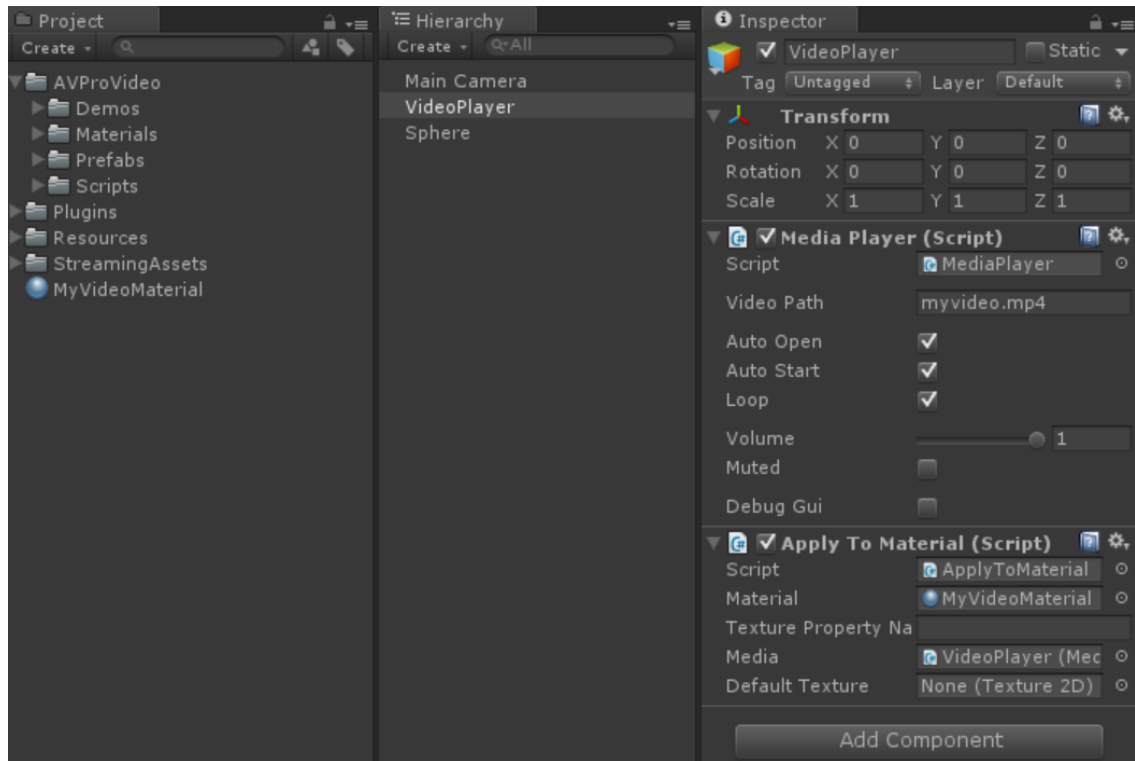 Project
Create
AVProVideo
Demos
Materials
Prefabs
Scripts
Plugins
Resources
StreamingAssets
MyVideoMaterial
Hierarchy
Create All
Main Camera
VideoPlayer
Sphere
Inspector
VideoPlayer Static
Tag Untagged Layer Default
Transform
Position X 0 Y 0 Z 0
Rotation X 0 Y 0 Z 0
Scale X 1 Y 1 Z 1
Media Player (Script)
Script MediaPlayer
Video Path myvideo.mp4
Auto Open
Auto Start
Loop
Volume 1
Muted
Debug Gui
Apply To Material (Script)
Script ApplyToMaterial
Material MyVideoMaterial
Texture Property Na
Media VideoPlayer (Mec
Default Texture None (Texture 2D)
Add Component